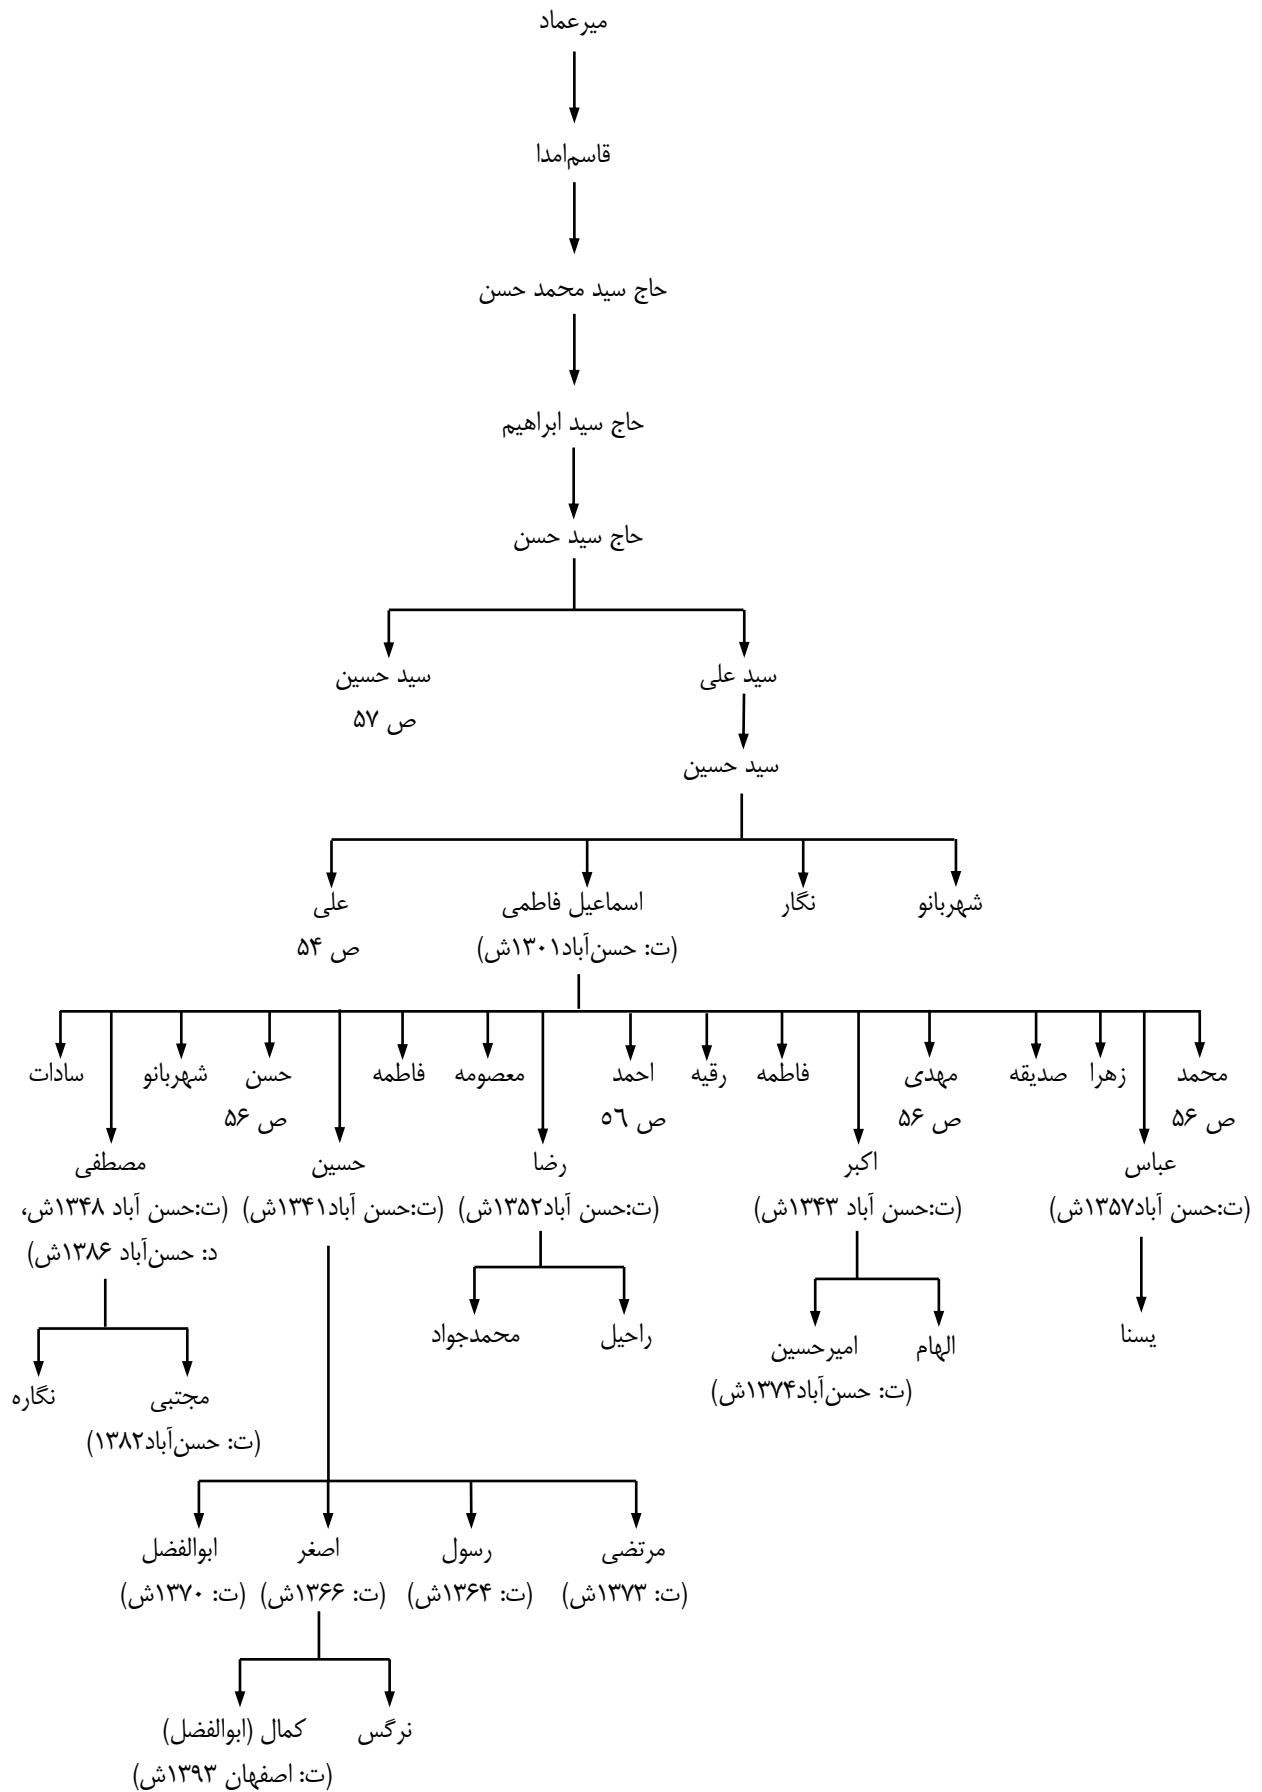 میرعماد
قاسم‌امدا
حاج سید محمد حسن
حاج سید ابراهیم
حاج سید حسن
سید علی
سید حسین
ص ۵۷
سید حسین
شهربانو
نگار
اسماعیل فاطمی
علی
(ت: حسن‌آباد۱۳۰۱ش)
ص ۵۴
محمد
زهرا
صدیقه
مهدی
فاطمه
رقیه
احمد
معصومه
فاطمه
حسن
شهربانو
سادات
ص ۵۶
ص ۵۶
ص ٥٦
ص ۵۶
عباس
اکبر
رضا
حسین
مصطفی
(ت:حسن آباد۱۳۵۷ش)
(ت:حسن آباد ۱۳۴۳ش)
(ت:حسن آباد۱۳۵۲ش)
(ت:حسن آباد۱۳۴۱ش)
(ت:حسن آباد ۱۳۴۸ش،
د: حسن‌آباد ۱۳۸۶ش)
یسنا
الهام
امیرحسین
راحیل
محمدجواد
(ت: حسن‌آباد۱۳۷۴ش)
مجتبی
نگاره
(ت: حسن‌آباد۱۳۸۲)
مرتضی
رسول
اصغر
ابوالفضل
(ت: ۱۳۷۳ش)
(ت: ۱۳۶۴ش)
(ت: ۱۳۶۶ش)
(ت: ۱۳۷۰ش)
نرگس
کمال (ابوالفضل)
(ت: اصفهان ۱۳۹۳ش)